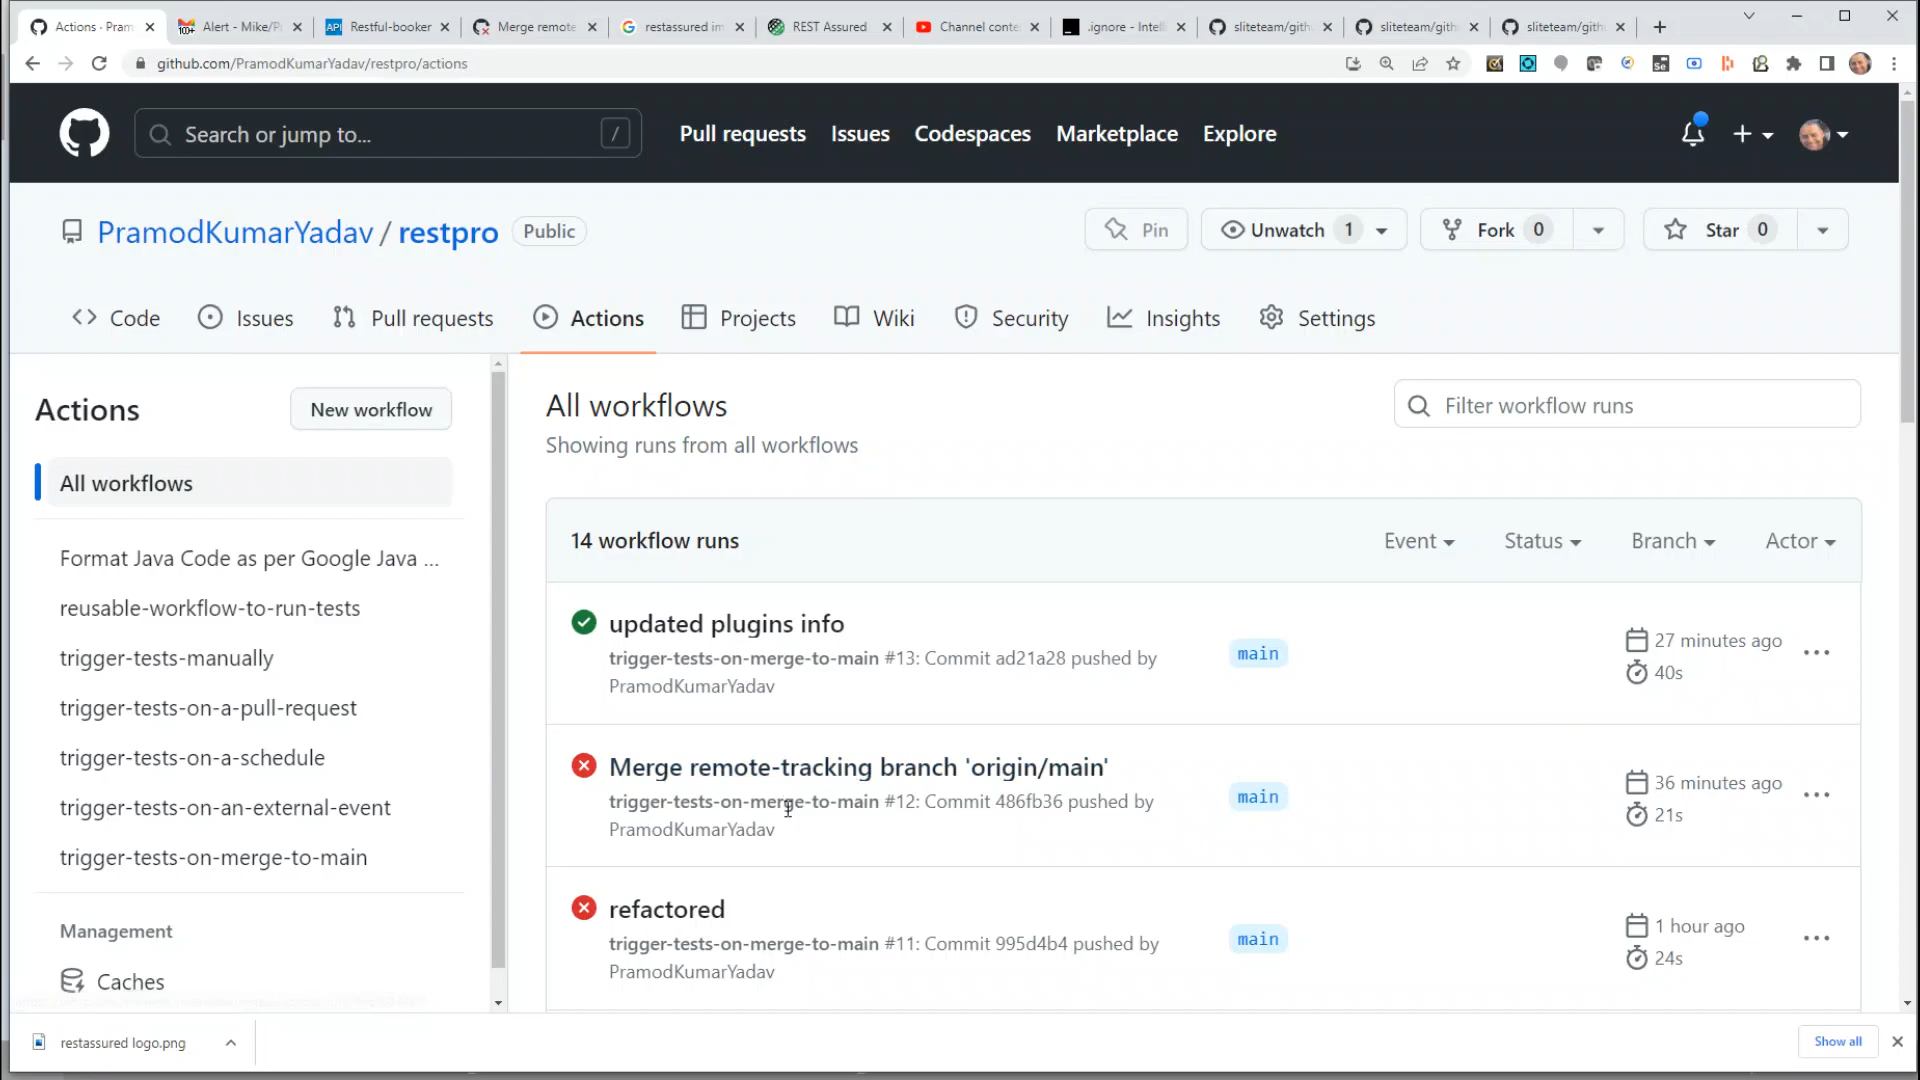 Actions · Pram
100+
Alert - Mike/P
API
Restful-booker
Merge remote
restassured im
REST Assured
Channel conte
.ignore - Intell
sliteteam/gith
sliteteam/gith
sliteteam/gith
github.com/PramodKumarYadav/restpro/actions
Search or jump to...
/
Pull requests
Issues
Codespaces
Marketplace
Explore
PramodKumarYadav / restpro
Public
Pin
Unwatch 1
Fork 0
Star 0
Code
Issues
Pull requests
Actions
Projects
Wiki
Security
Insights
Settings
Actions
New workflow
All workflows
Format Java Code as per Google Java ...
reusable-workflow-to-run-tests
trigger-tests-manually
trigger-tests-on-a-pull-request
trigger-tests-on-a-schedule
trigger-tests-on-an-external-event
trigger-tests-on-merge-to-main
Management
Caches
All workflows
Showing runs from all workflows
Filter workflow runs
14 workflow runs
Event
Status
Branch
Actor
updated plugins info
trigger-tests-on-merge-to-main #13: Commit ad21a28 pushed by
PramodKumarYadav
main
27 minutes ago
40s
Merge remote-tracking branch 'origin/main'
trigger-tests-on-merge-to-main #12: Commit 486fb36 pushed by
PramodKumarYadav
main
36 minutes ago
21s
refactored
trigger-tests-on-merge-to-main #11: Commit 995d4b4 pushed by
PramodKumarYadav
main
1 hour ago
24s
restassured logo.png
Show all